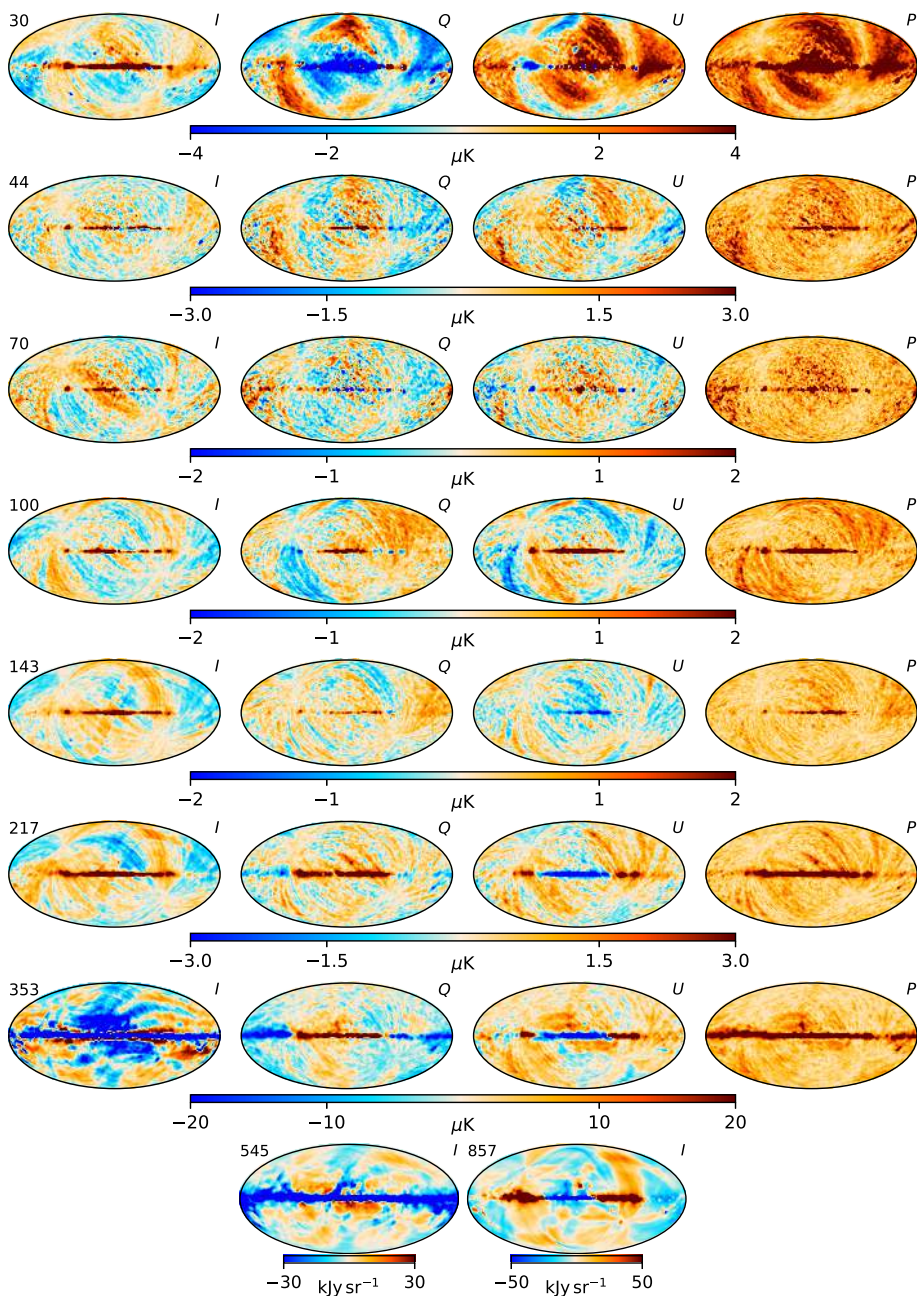 30 I Q U P
−4 −2 2 4
μK
44 I Q U P
−3.0 −1.5 1.5 3.0
μK
70 I Q U P
−2 −1 1 2
μK
100 I Q U P
−2 −1 1 2
μK
143 I Q U P
−2 −1 1 2
μK
217 I Q U P
−3.0 −1.5 1.5 3.0
μK
353 I Q U P
−20 −10 10 20
μK
545 I 857 I
−30 kJy sr⁻¹ 30 −50 kJy sr⁻¹ 50